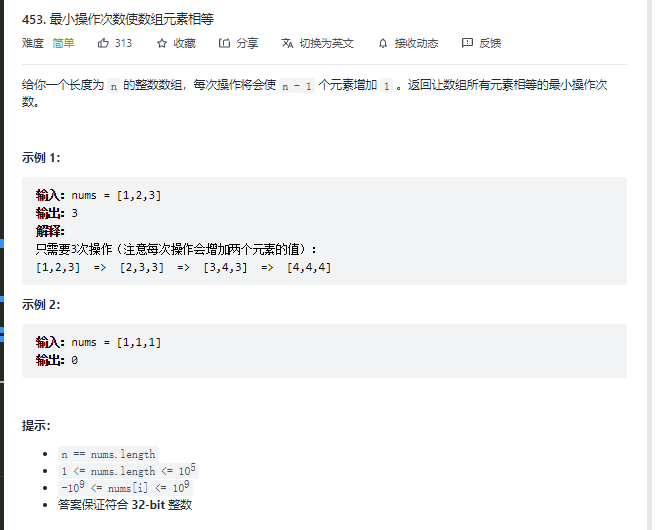 453. 最小操作次数使数组元素相等
难度 简单 313 收藏 分享 切换为英文 接收动态 反馈
给你一个长度为 n 的整数数组，每次操作将会使 n - 1 个元素增加 1 。返回让数组所有元素相等的最小操作次
数。
示例 1：
输入：nums = [1,2,3]
输出：3
解释：
只需要3次操作（注意每次操作会增加两个元素的值）：
[1,2,3] => [2,3,3] => [3,4,3] => [4,4,4]
示例 2：
输入：nums = [1,1,1]
输出：0
提示：
• n == nums.length
• 1 <= nums.length <= 10⁵
• -10⁹ <= nums[i] <= 10⁹
• 答案保证符合 32-bit 整数